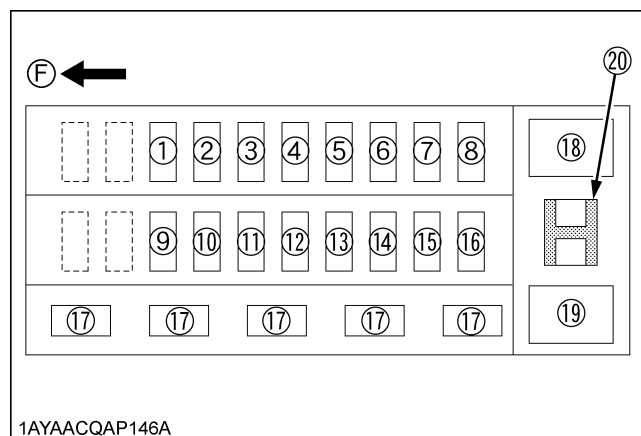 ⑳
Ⓕ
① ② ③ ④ ⑤ ⑥ ⑦ ⑧ ⑱
⑨ ⑩ ⑪ ⑫ ⑬ ⑭ ⑮ ⑯
⑰ ⑰ ⑰ ⑰ ⑰ ⑲
1AYAACQAP146A